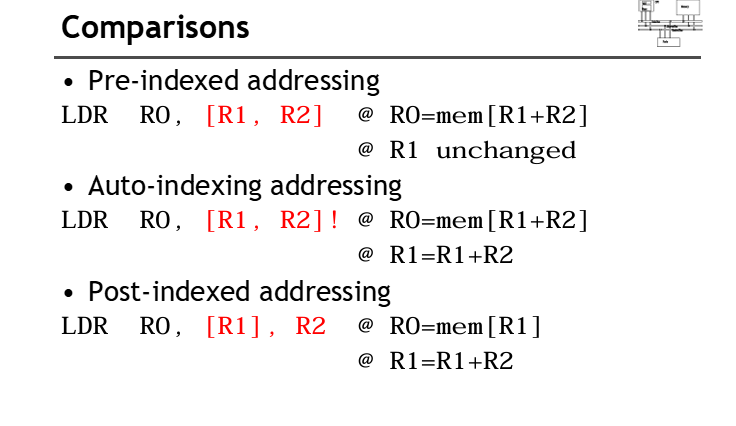 Comparisons
• Pre-indexed addressing
LDR R0, [R1, R2] @ R0=mem[R1+R2]
@ R1 unchanged
• Auto-indexing addressing
LDR R0, [R1, R2]! @ R0=mem[R1+R2]
@ R1=R1+R2
• Post-indexed addressing
LDR R0, [R1], R2 @ R0=mem[R1]
@ R1=R1+R2